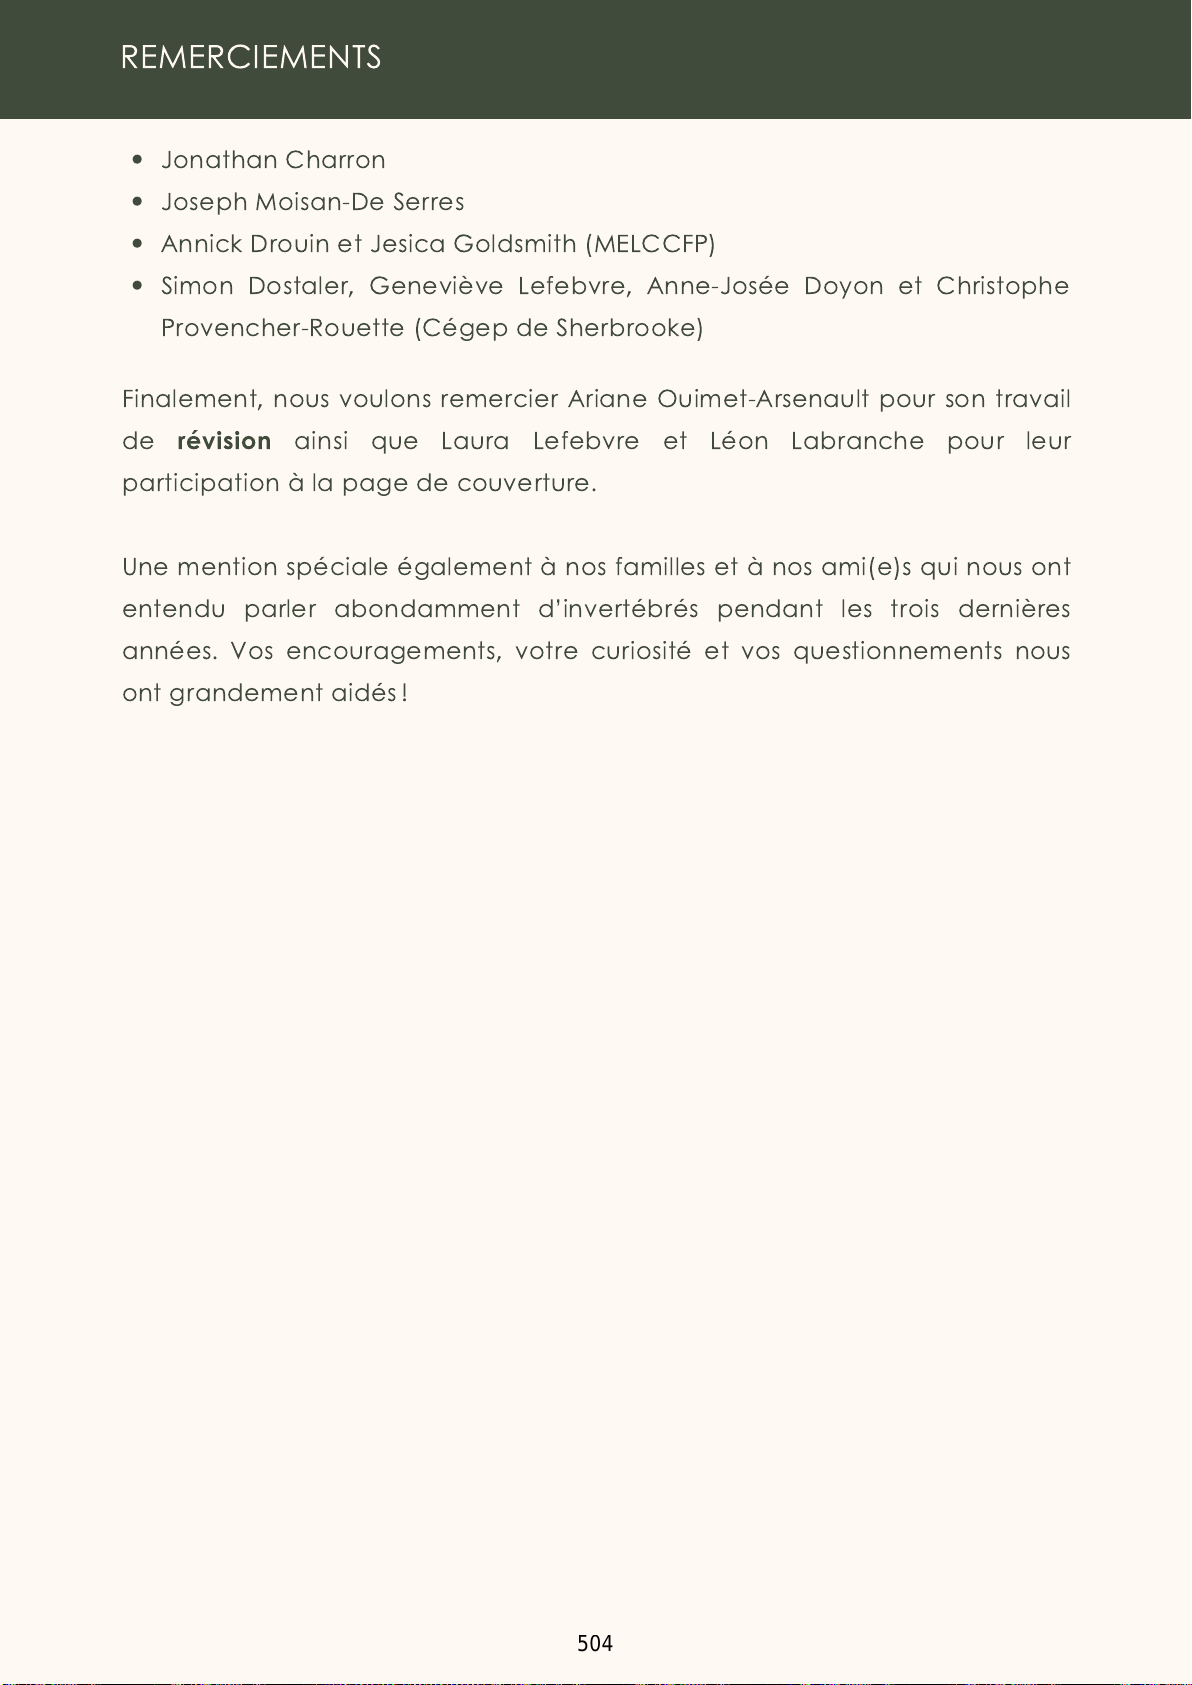 REMERCIEMENTS
• Jonathan Charron
• Joseph Moisan-De Serres
• Annick Drouin et Jesica Goldsmith (MELCCFP)
• Simon Dostaler, Geneviève Lefebvre, Anne-Josée Doyon et Christophe
Provencher-Rouette (Cégep de Sherbrooke)
Finalement, nous voulons remercier Ariane Ouimet-Arsenault pour son travail
de révision ainsi que Laura Lefebvre et Léon Labranche pour leur
participation à la page de couverture.
Une mention spéciale également à nos familles et à nos ami(e)s qui nous ont
entendu parler abondamment d’invertébrés pendant les trois dernières
années. Vos encouragements, votre curiosité et vos questionnements nous
ont grandement aidés !
504